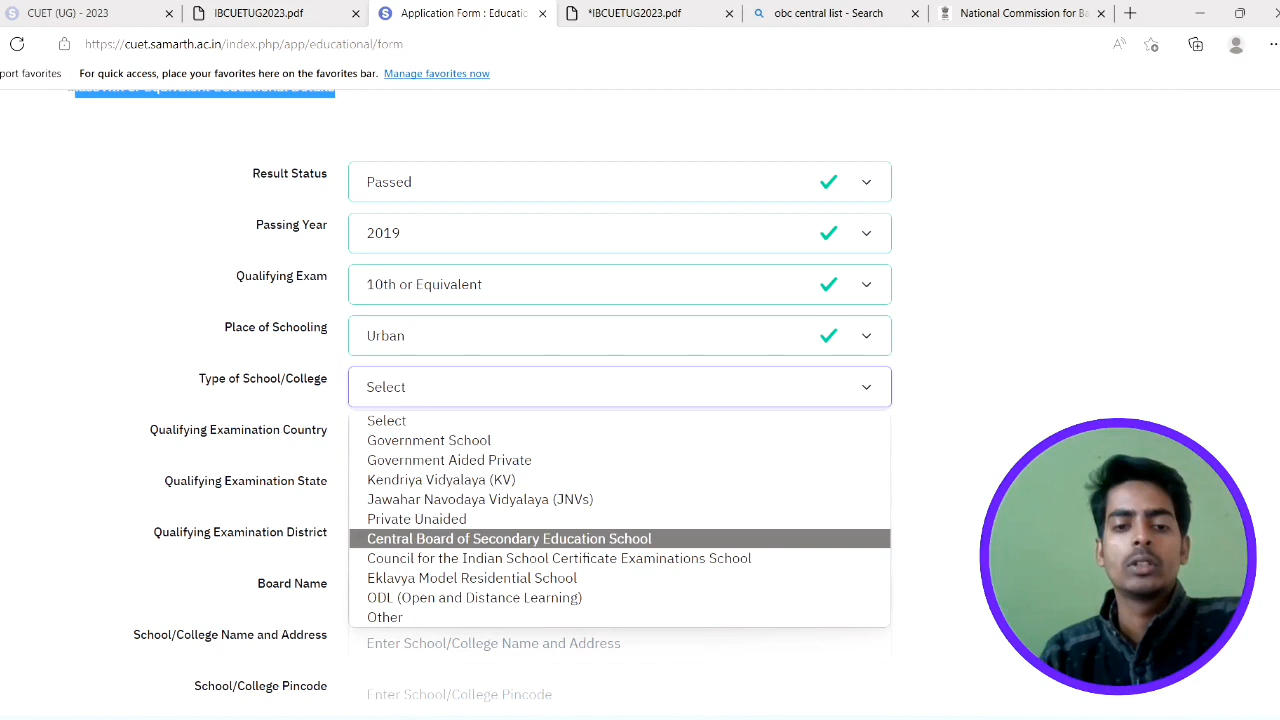 CUET (UG) - 2023
IBCUETUG2023.pdf
Application Form : Educatio
*IBCUETUG2023.pdf
obc central list - Search
National Commission for Ba
https://cuet.samarth.ac.in/index.php/app/educational/form
port favorites
For quick access, place your favorites here on the favorites bar. Manage favorites now
Result Status
Passed
Passing Year
2019
Qualifying Exam
10th or Equivalent
Place of Schooling
Urban
Type of School/College
Select
Select
Government School
Qualifying Examination Country
Government Aided Private
Kendriya Vidyalaya (KV)
Qualifying Examination State
Jawahar Navodaya Vidyalaya (JNVs)
Private Unaided
Qualifying Examination District
Central Board of Secondary Education School
Council for the Indian School Certificate Examinations School
Board Name
Eklavya Model Residential School
ODL (Open and Distance Learning)
Other
School/College Name and Address
Enter School/College Name and Address
School/College Pincode
Enter School/College Pincode